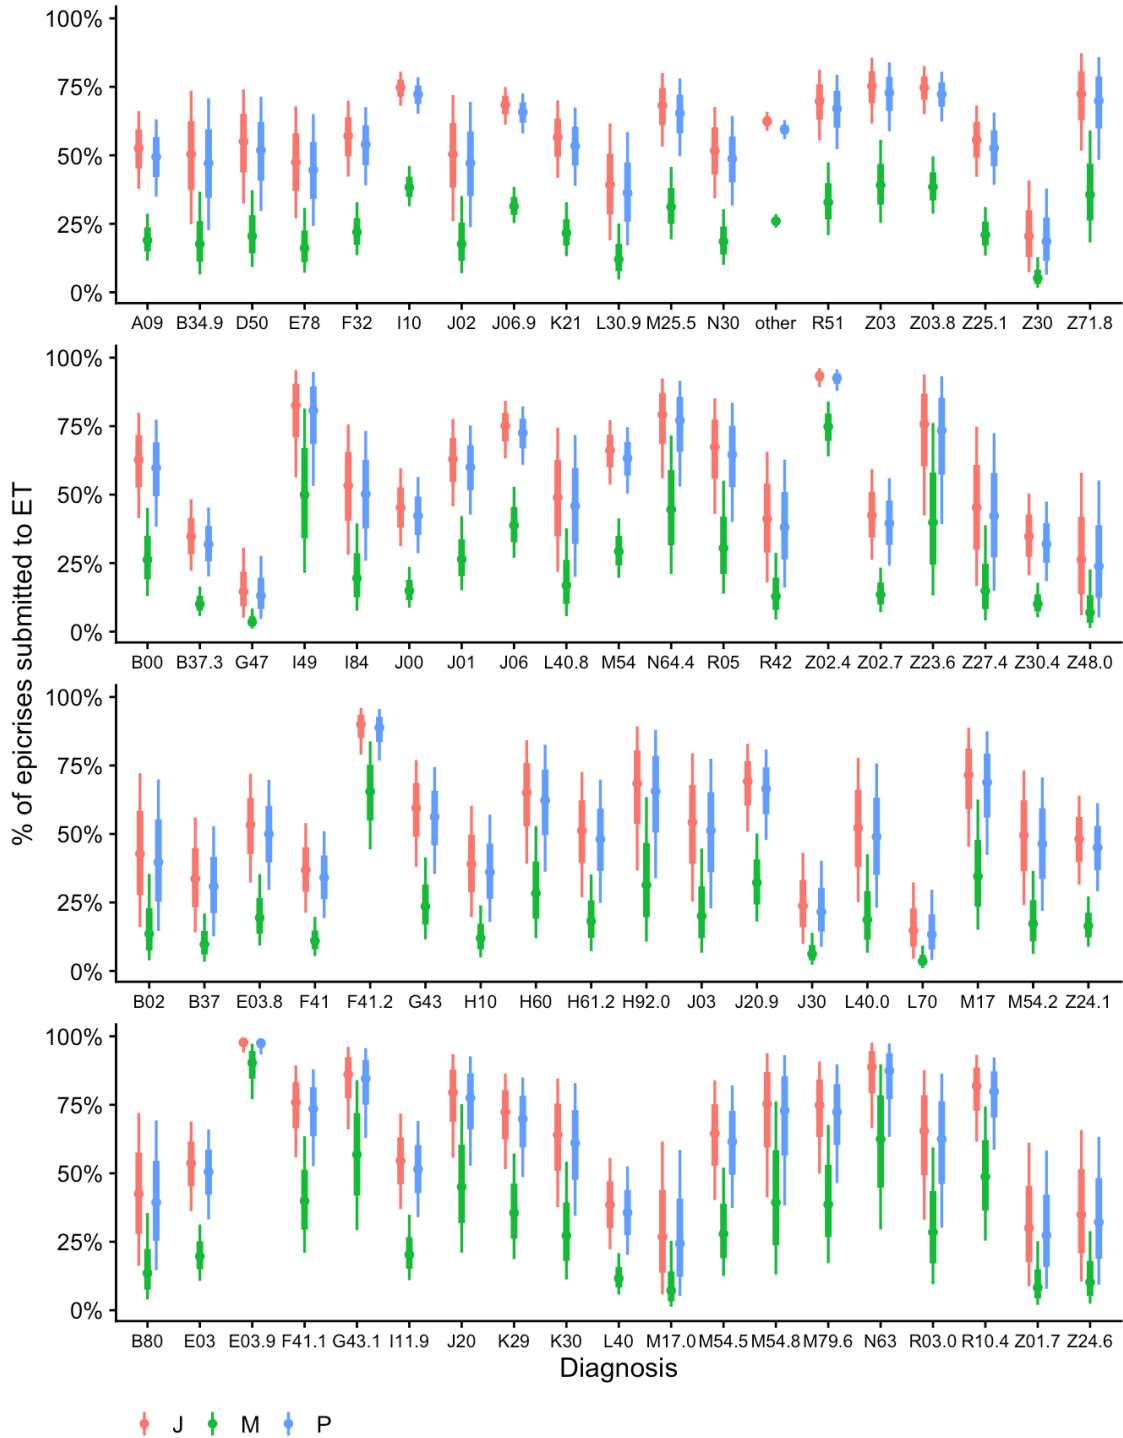 100%
75%
50%
25%
0%
A09 B34.9 D50 E78 F32 I10 J02 J06.9 K21 L30.9 M25.5 N30 other R51 Z03 Z03.8 Z25.1 Z30 Z71.8
100%
75%
50%
25%
0%
B00 B37.3 G47 I49 I84 J00 J01 J06 L40.8 M54 N64.4 R05 R42 Z02.4 Z02.7 Z23.6 Z27.4 Z30.4 Z48.0
% of epicrises submitted to ET
100%
75%
50%
25%
0%
B02 B37 E03.8 F41 F41.2 G43 H10 H60 H61.2 H92.0 J03 J20.9 J30 L40.0 L70 M17 M54.2 Z24.1
100%
75%
50%
25%
0%
B80 E03 E03.9 F41.1 G43.1 I11.9 J20 K29 K30 L40 M17.0 M54.5 M54.8 M79.6 N63 R03.0 R10.4 Z01.7 Z24.6
Diagnosis
J M P